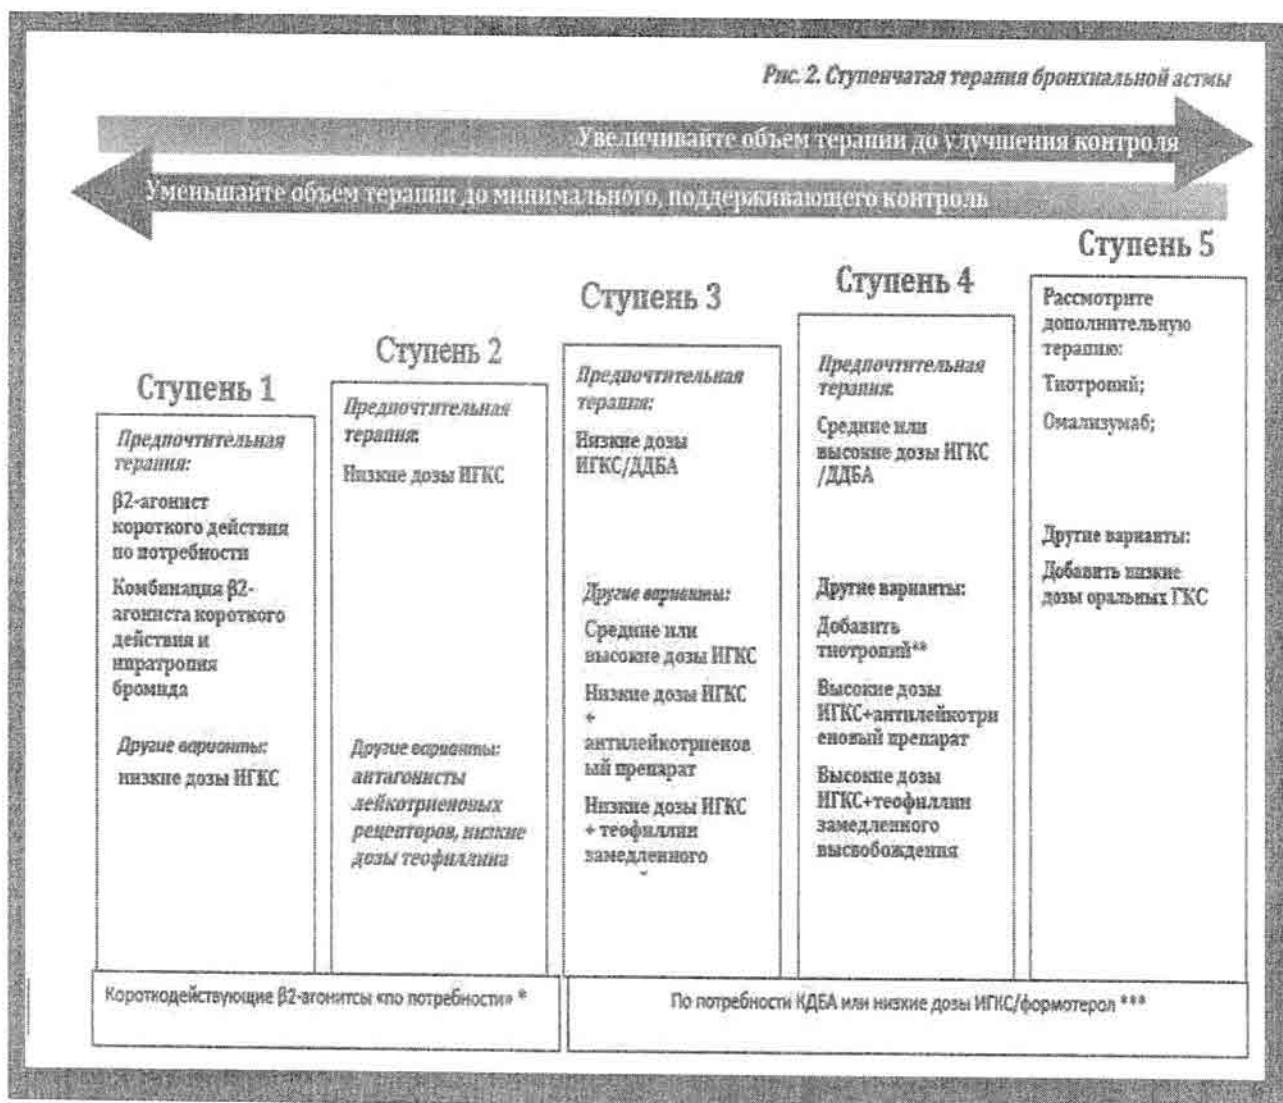 Рис. 2. Ступенчатая терапия бронхиальной астмы
Увеличивайте объем терапии до улучшения контроля
Уменьшайте объем терапии до минимального, поддерживающего контроль
Ступень 1
Предпочтительная
терапия:
β2-агонист
короткого действия
по потребности
Комбинация β2-
агониста короткого
действия и
ипратропия
бромида
Другие варианты:
низкие дозы ИГКС
Ступень 2
Предпочтительная
терапия:
Низкие дозы ИГКС
Другие варианты:
антагонисты
лейкотриеновых
рецепторов, низкие
дозы теофиллина
Ступень 3
Предпочтительная
терапия:
Низкие дозы
ИГКС/ДДБА
Другие варианты:
Средние или
высокие дозы ИГКС
Низкие дозы ИГКС
+
антилейкотриенов
ый препарат
Низкие дозы ИГКС
+ теофиллин
замедленного
Ступень 4
Предпочтительная
терапия:
Средние или
высокие дозы ИГКС
/ДДБА
Другие варианты:
Добавить
тиотропий**
Высокие дозы
ИГКС+антилейкотри
еновый препарат
Высокие дозы
ИГКС+теофиллин
замедленного
высвобождения
Ступень 5
Рассмотрите
дополнительную
терапию:
Тиотропий;
Омализумаб;
Другие варианты:
Добавить низкие
дозы оральных ГКС
Короткодействующие β2-агонитсы «по потребности» *
По потребности КДБА или низкие дозы ИГКС/формотерол ***